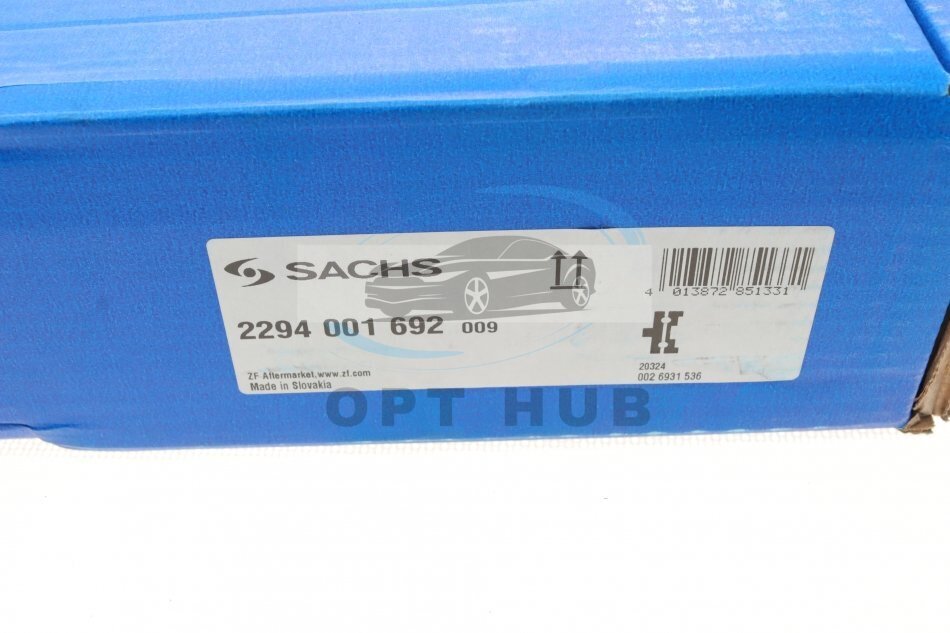 SACHS
4 013872 851331
2294 001 692 009
ZF Aftermarket.www.zf.com
Made in Slovakia
20324
002 6931 536
OPT HUB